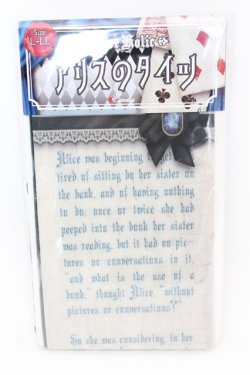 Size
L-LL
Alice
アリスのタイツ
Alice was beginning to get
tired of sitting by her sister on
the bank, and of having nothing
to do: once or twice she had
peeped into the book her sister
was reading, but it had no pic-
tures or conversations in it,
"and what is the use of a
book," thought Alice, "without
pictures or conversations?"
So she was considering, in her